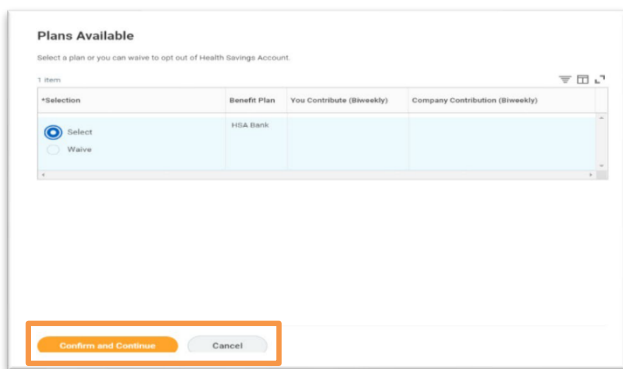 Plans Available
Select a plan or you can waive to opt out of Health Savings Account.
1 item
*Selection Benefit Plan You Contribute (Biweekly) Company Contribution (Biweekly)
Select HSA Bank
Waive
Confirm and Continue Cancel